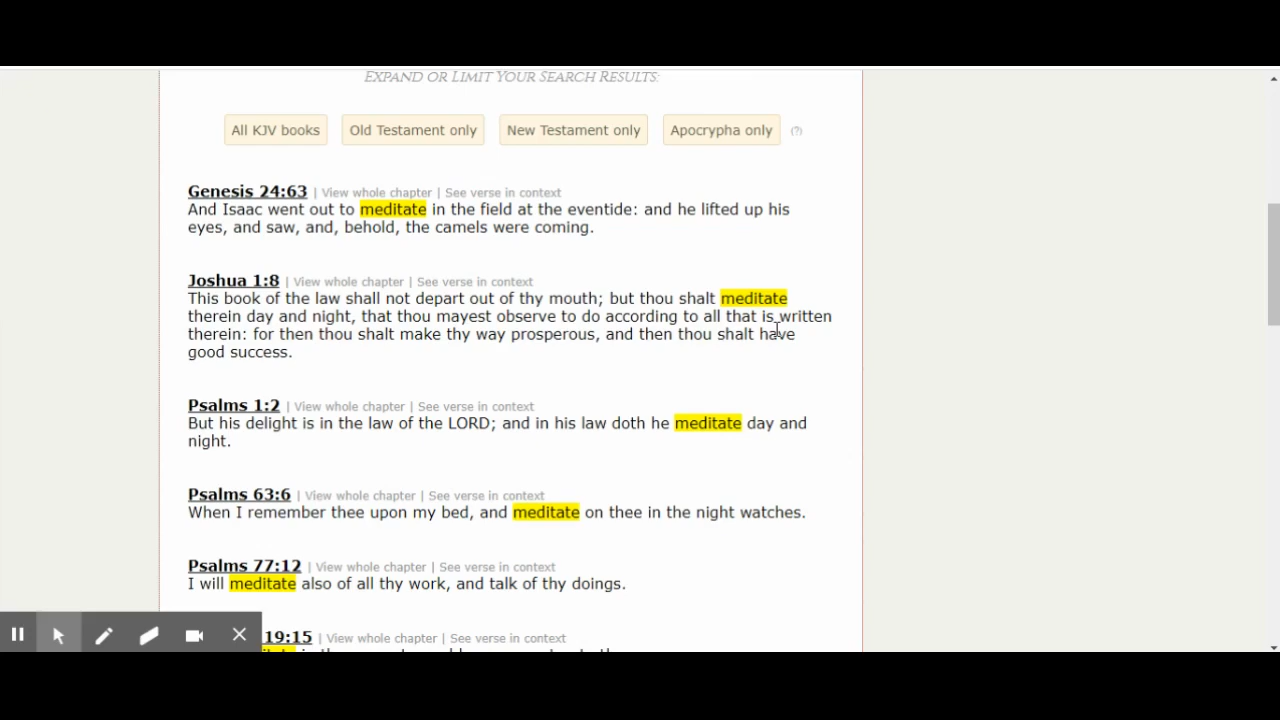 EXPAND OR LIMIT YOUR SEARCH RESULTS:
All KJV books Old Testament only New Testament only Apocrypha only (?)
Genesis 24:63 | View whole chapter | See verse in context
And Isaac went out to meditate in the field at the eventide: and he lifted up his
eyes, and saw, and, behold, the camels were coming.
Joshua 1:8 | View whole chapter | See verse in context
This book of the law shall not depart out of thy mouth; but thou shalt meditate
therein day and night, that thou mayest observe to do according to all that is written
therein: for then thou shalt make thy way prosperous, and then thou shalt have
good success.
Psalms 1:2 | View whole chapter | See verse in context
But his delight is in the law of the LORD; and in his law doth he meditate day and
night.
Psalms 63:6 | View whole chapter | See verse in context
When I remember thee upon my bed, and meditate on thee in the night watches.
Psalms 77:12 | View whole chapter | See verse in context
I will meditate also of all thy work, and talk of thy doings.
19:15 | View whole chapter | See verse in context